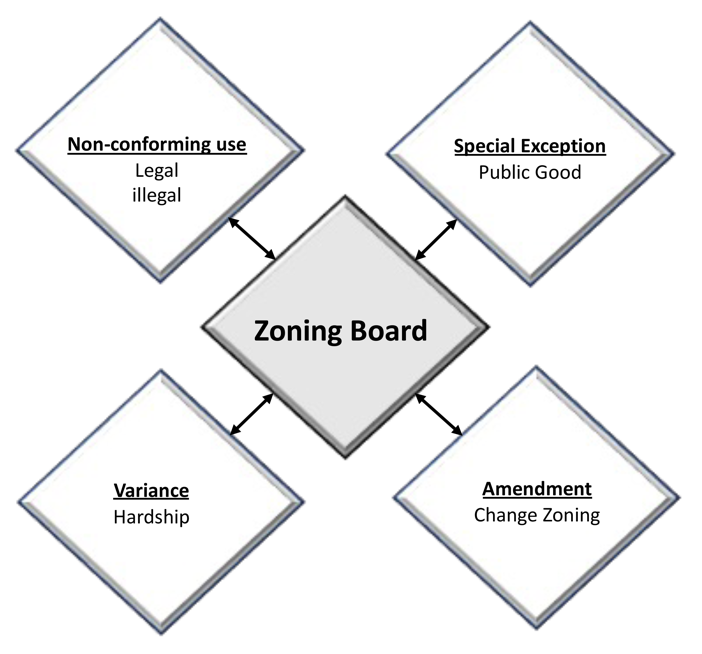 Non-conforming use
Legal
illegal
Special Exception
Public Good
Zoning Board
Variance
Hardship
Amendment
Change Zoning